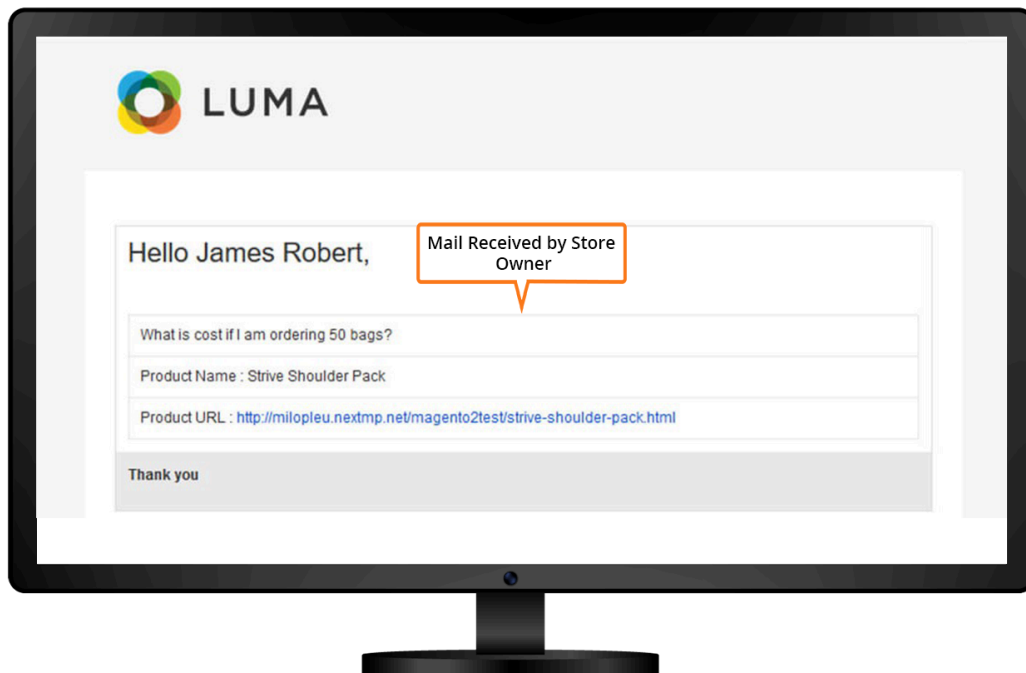 LUMA
Hello James Robert,
Mail Received by Store
Owner
What is cost if I am ordering 50 bags?
Product Name : Strive Shoulder Pack
Product URL : http://milopleu.nextmp.net/magento2test/strive-shoulder-pack.html
Thank you